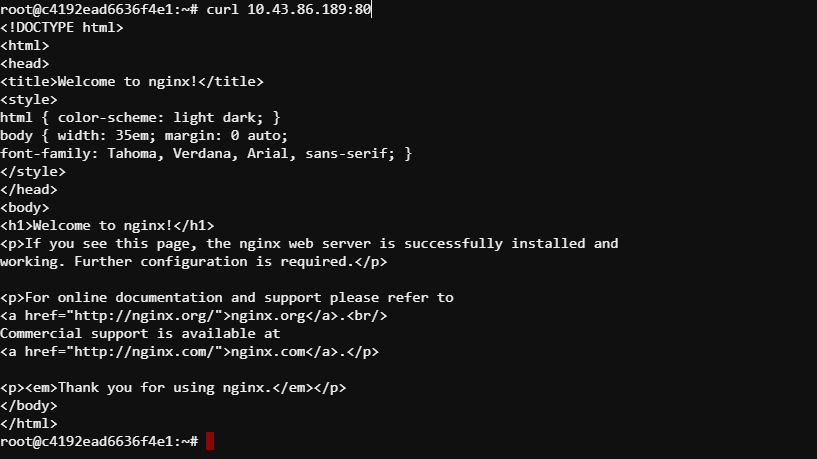 root@c4192ead6636f4e1:~# curl 10.43.86.189:80
<!DOCTYPE html>
<html>
<head>
<title>Welcome to nginx!</title>
<style>
html { color-scheme: light dark; }
body { width: 35em; margin: 0 auto;
font-family: Tahoma, Verdana, Arial, sans-serif; }
</style>
</head>
<body>
<h1>Welcome to nginx!</h1>
<p>If you see this page, the nginx web server is successfully installed and
working. Further configuration is required.</p>

<p>For online documentation and support please refer to
<a href="http://nginx.org/">nginx.org</a>.<br/>
Commercial support is available at
<a href="http://nginx.com/">nginx.com</a>.</p>

<p><em>Thank you for using nginx.</em></p>
</body>
</html>
root@c4192ead6636f4e1:~#